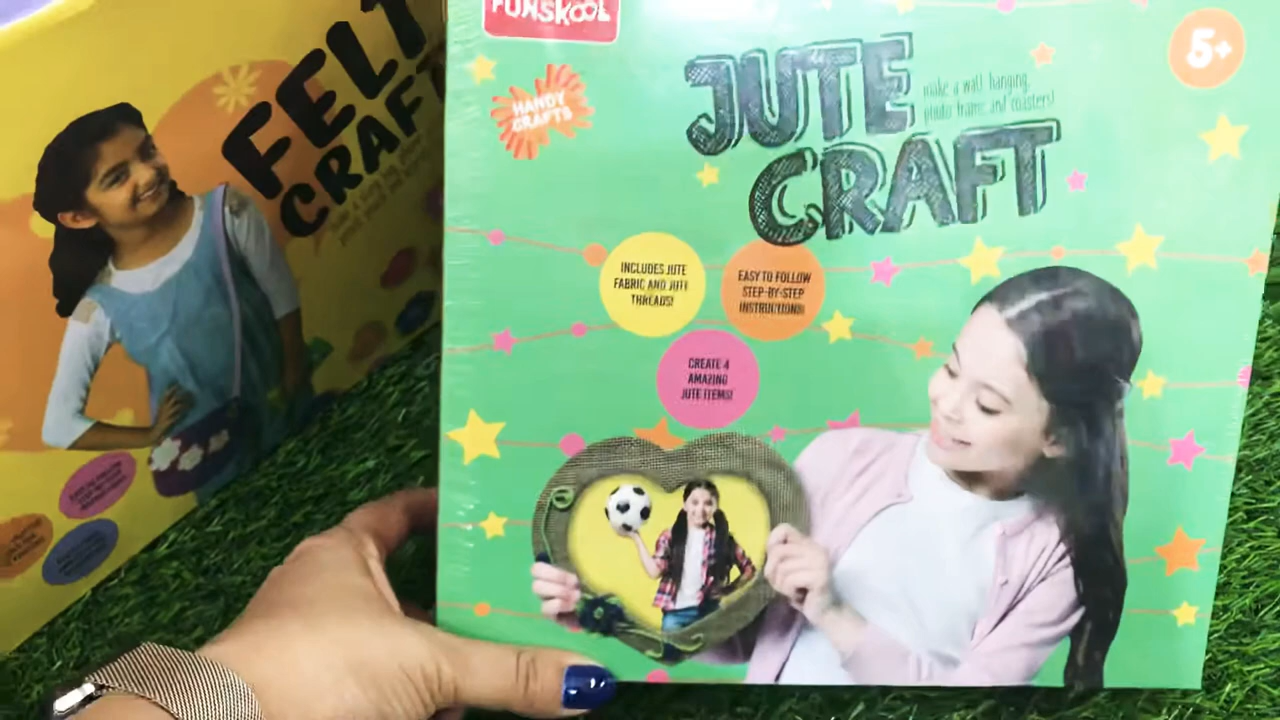 FELT
CRAFT
FUNSKOOL
HANDY
CRAFTS
JUTE
CRAFT
make a wall hanging,
photo frame and coasters!
5+
INCLUDES JUTE
FABRIC AND JUTE
THREADS!
EASY TO FOLLOW
STEP-BY-STEP
INSTRUCTIONS!
CREATE 4
AMAZING
JUTE ITEMS!